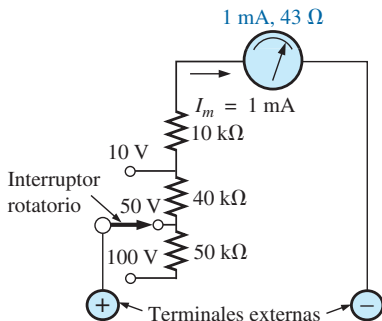 1 mA, 43 Ω
I_m = 1 mA
10 kΩ
10 V
40 kΩ
Interruptor
rotatorio
50 V
100 V
50 kΩ
+
Terminales externas
−